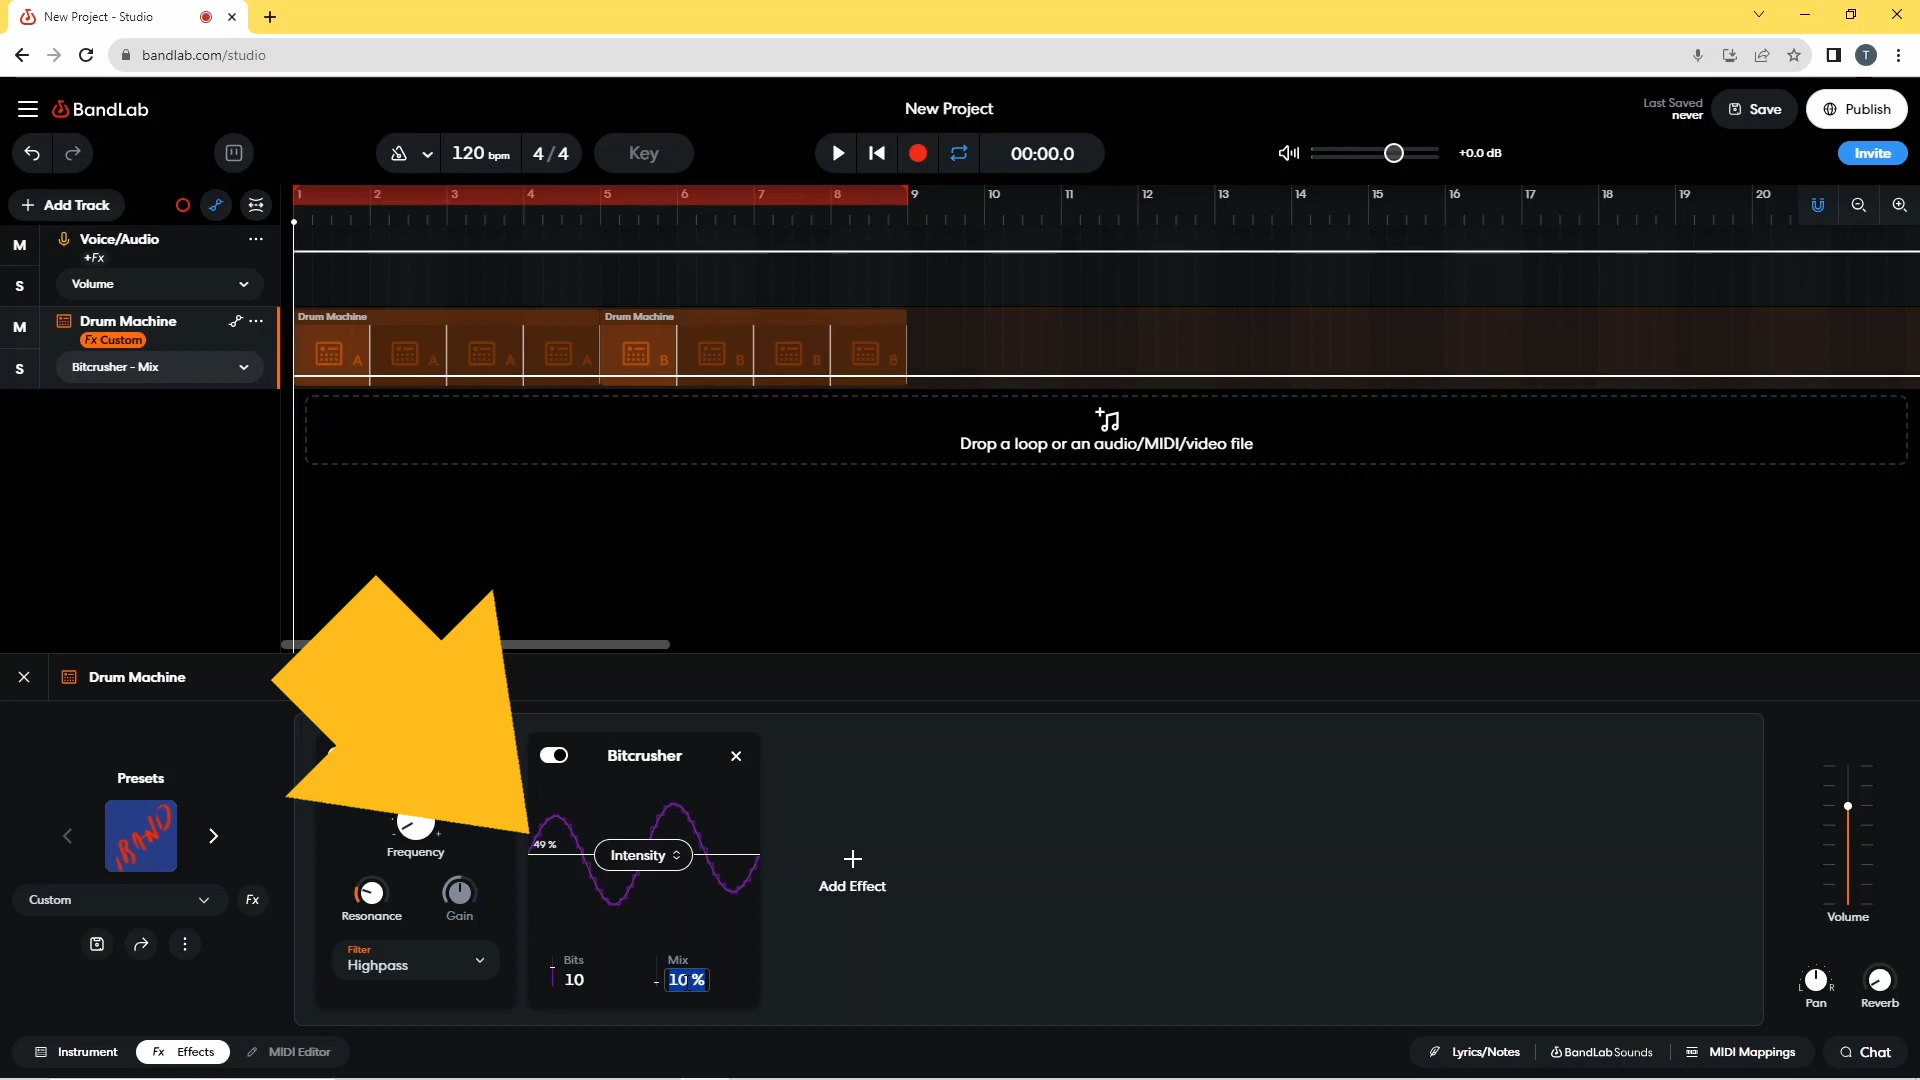 New Project - Studio
bandlab.com/studio
T
BandLab
New Project
Last Saved
never
Save
Publish
120 bpm
4 / 4
Key
00:00.0
+0.0 dB
Invite
Add Track
1 2 3 4 5 6 7 8 9 10 11 12 13 14 15 16 17 18 19 20
M
Voice/Audio
+Fx
S
Volume
M
Drum Machine
Fx Custom
S
Bitcrusher - Mix
Drum Machine
Drum Machine
A A A A B B B B
Drop a loop or an audio/MIDI/video file
Drum Machine
Presets
BAND
Custom
Fx
Frequency
Resonance
Gain
Filter
Highpass
Bitcrusher
49 %
Intensity
Bits
10
Mix
10 %
Add Effect
Volume
L R
Pan
Reverb
Instrument
Fx Effects
MIDI Editor
Lyrics/Notes
BandLab Sounds
MIDI Mappings
Chat